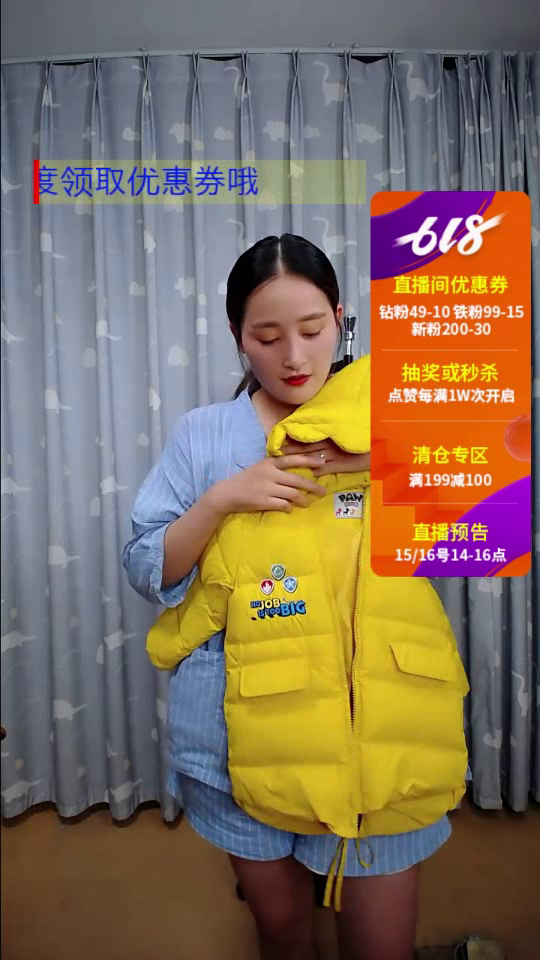 度领取优惠券哦
618
直播间优惠券
钻粉49-10 铁粉99-15
新粉200-30
抽奖或秒杀
点赞每满1W次开启
清仓专区
满199减100
直播预告
15/16号14-16点
PAW
NO JOB
IS TOO BIG